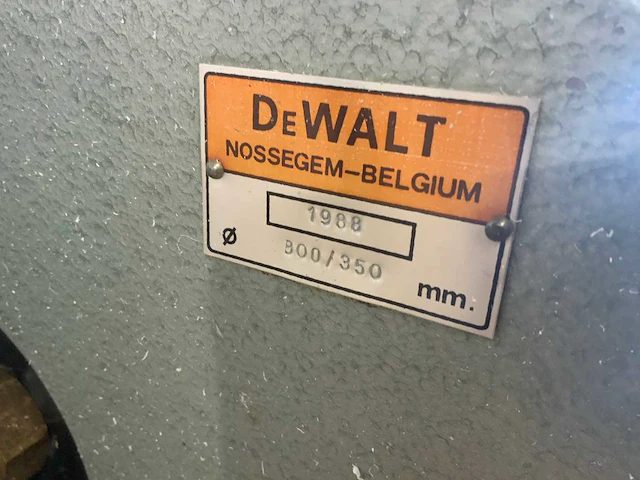 DeWALT
NOSSEGEM-BELGIUM
1988
Ø 300/350 mm.